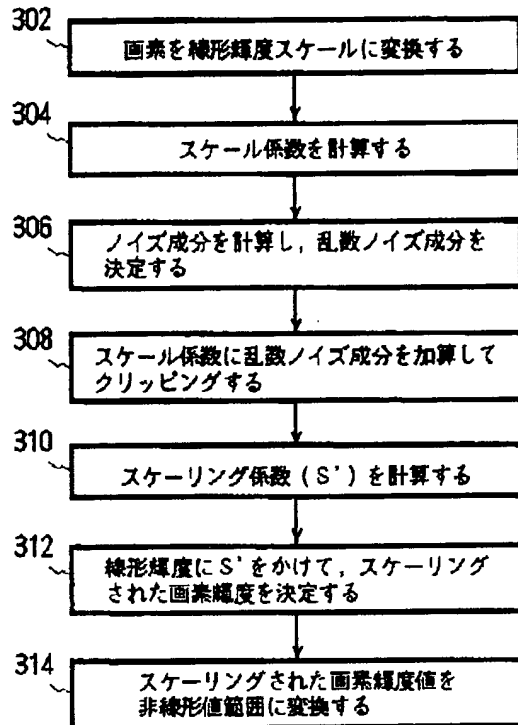 302
画素を線形輝度スケールに変換する
304
スケール係数を計算する
306
ノイズ成分を計算し，乱数ノイズ成分を
決定する
308
スケール係数に乱数ノイズ成分を加算して
クリッピングする
310
スケーリング係数（S'）を計算する
312
線形輝度にS'をかけて，スケーリング
された画素輝度を決定する
314
スケーリングされた画素輝度値を
非線形値範囲に変換する